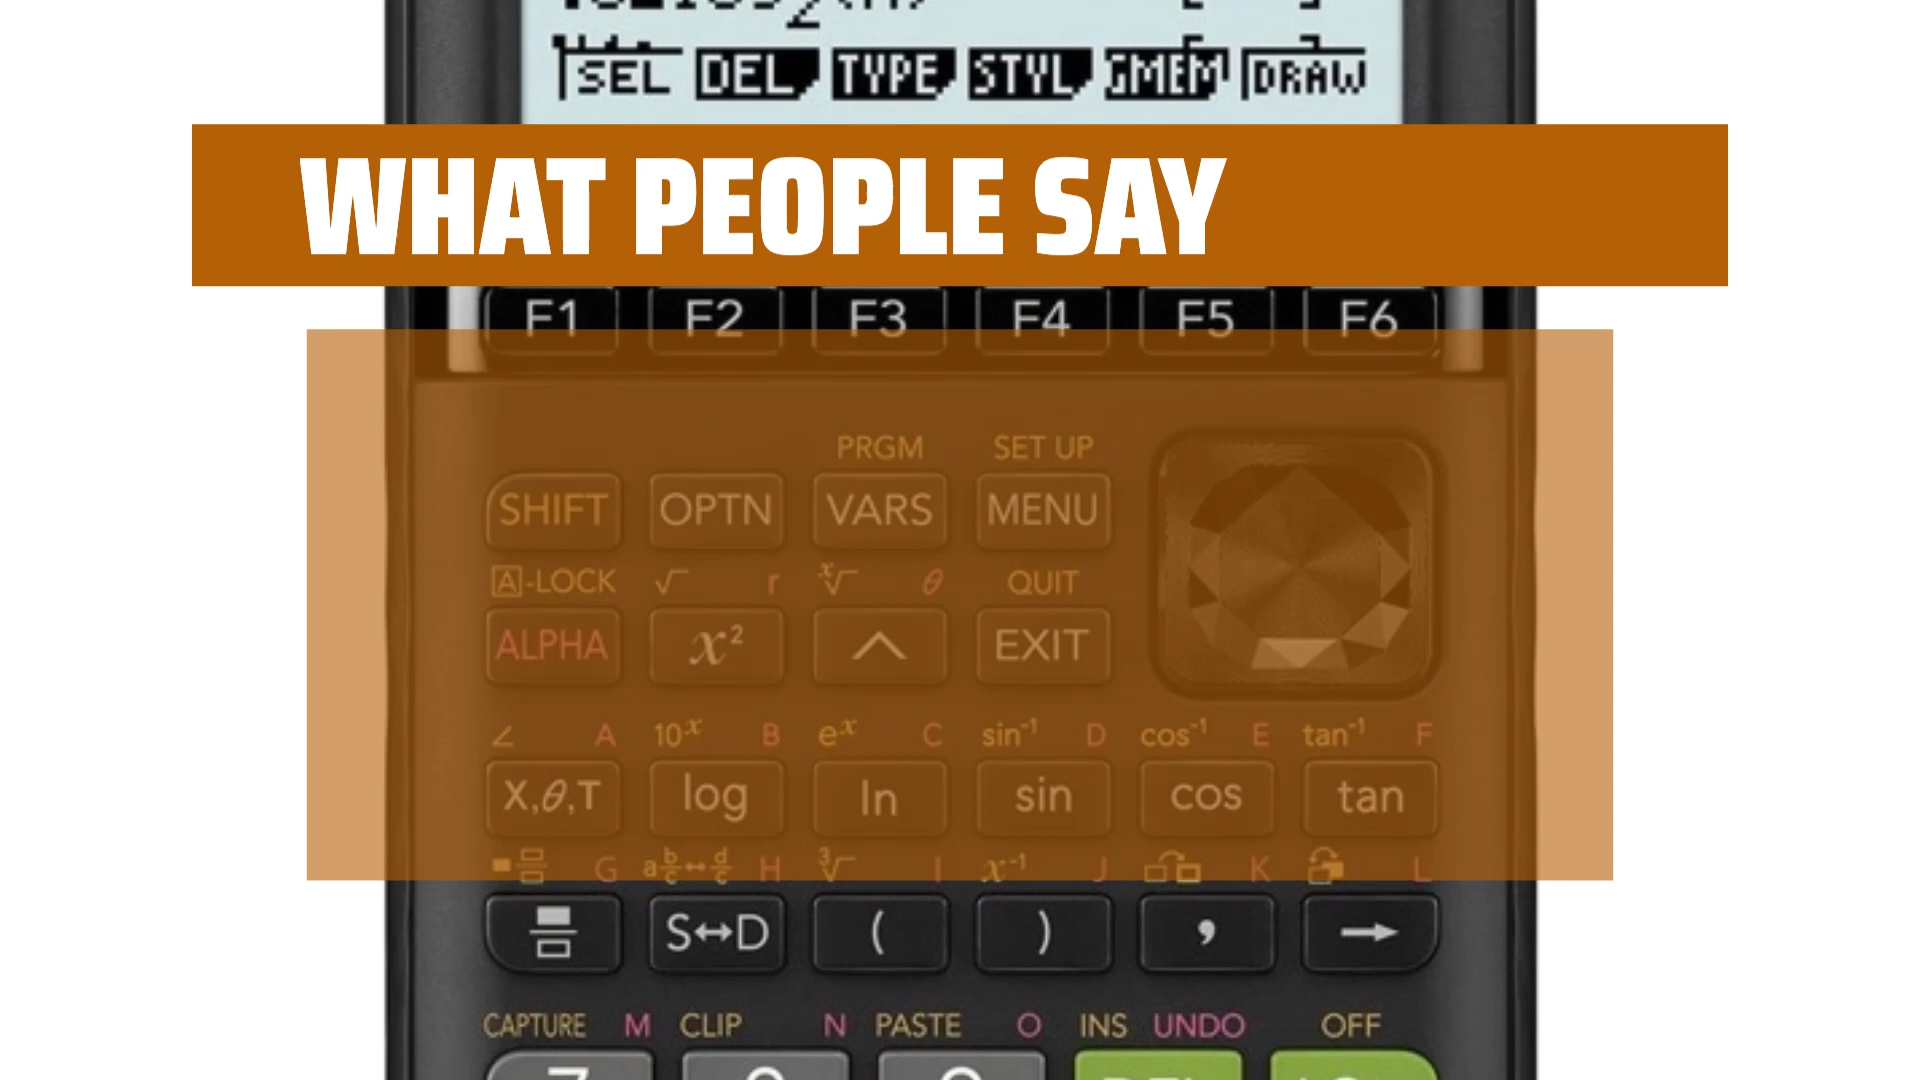 SEL DEL TYPE STYL GMEM DRAW
WHAT PEOPLE SAY
F1 F2 F3 F4 F5 F6
PRGM SET UP
SHIFT OPTN VARS MENU
A-LOCK √ r ˣ√ θ QUIT
ALPHA x² ^ EXIT
∠ A 10ˣ B eˣ C sin⁻¹ D cos⁻¹ E tan⁻¹ F
X,θ,T log ln sin cos tan
G a b/c↔d/c H ³√ I x⁻¹ J K L
S↔D ( ) , →
CAPTURE M CLIP N PASTE O INS UNDO OFF